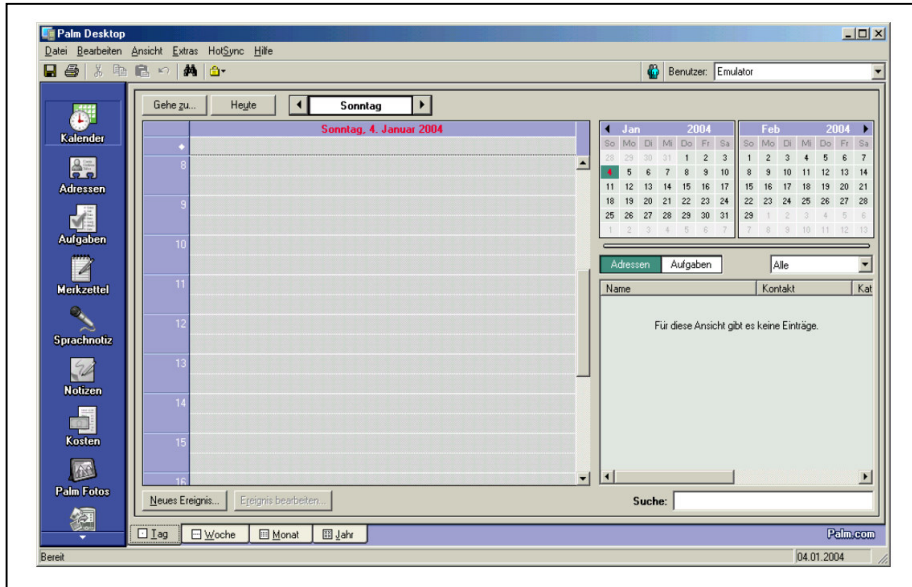 Palm Desktop
Datei Bearbeiten Ansicht Extras HotSync Hilfe
Benutzer: Emulator
Kalender
Adressen
Aufgaben
Merkzettel
Sprachnotiz
Notizen
Kosten
Palm Fotos
Gehe zu... Heute Sonntag
Sonntag, 4. Januar 2004
8
9
10
11
12
13
14
15
16
Neues Ereignis... Ereignis bearbeiten...
Jan 2004
So Mo Di Mi Do Fr Sa
28 29 30 31 1 2 3
4 5 6 7 8 9 10
11 12 13 14 15 16 17
18 19 20 21 22 23 24
25 26 27 28 29 30 31
1 2 3 4 5 6 7
Feb 2004
So Mo Di Mi Do Fr Sa
1 2 3 4 5 6 7
8 9 10 11 12 13 14
15 16 17 18 19 20 21
22 23 24 25 26 27 28
29 1 2 3 4 5 6
7 8 9 10 11 12 13
Adressen Aufgaben Alle
Name Kontakt Kat
Für diese Ansicht gibt es keine Einträge.
Suche:
Tag Woche Monat Jahr
Palm.com
Bereit 04.01.2004